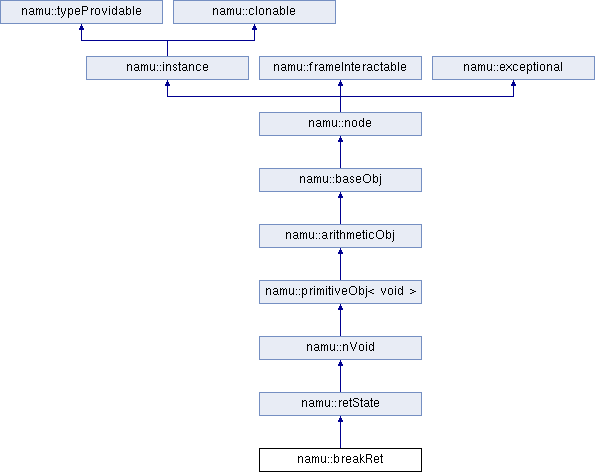 namu::typeProvidable
namu::clonable
namu::instance
namu::frameInteractable
namu::exceptional
namu::node
namu::baseObj
namu::arithmeticObj
namu::primitiveObj< void >
namu::nVoid
namu::retState
namu::breakRet